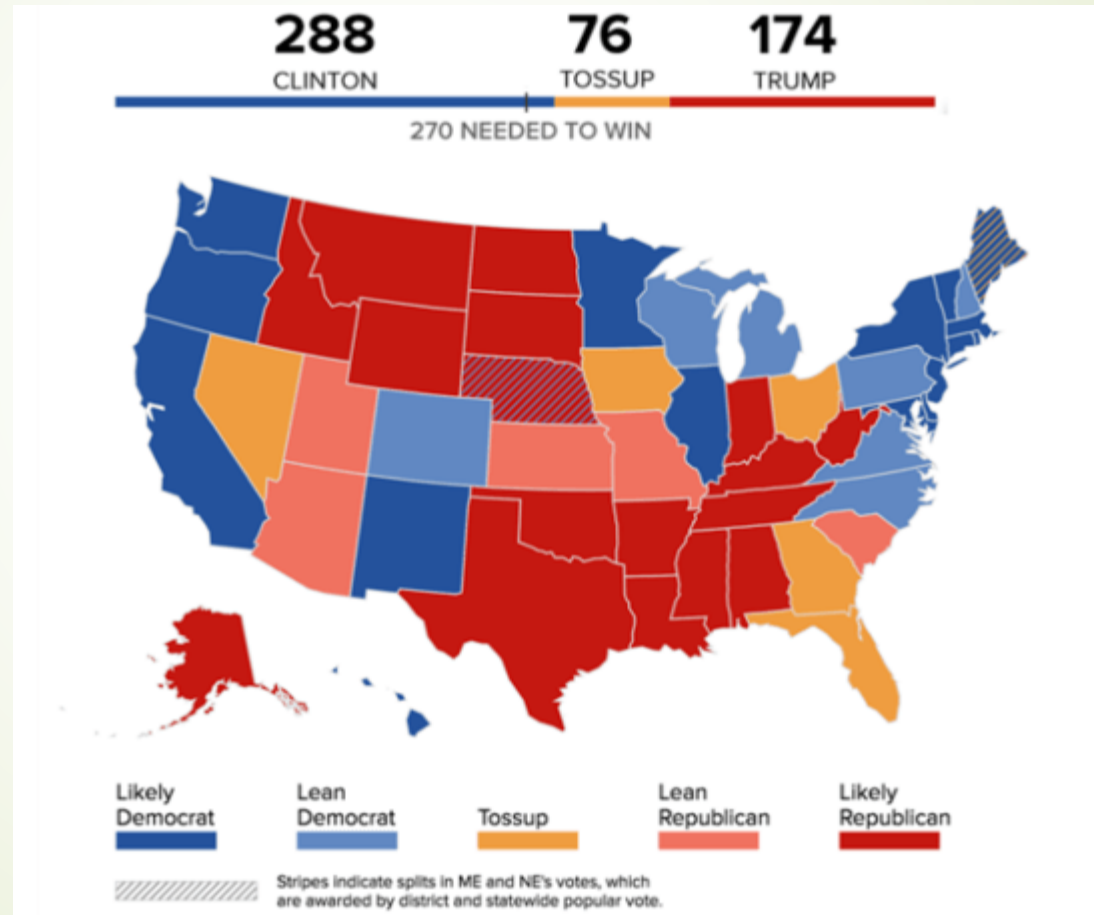 288 76 174
CLINTON TOSSUP TRUMP
270 NEEDED TO WIN
Likely Democrat
Lean Democrat
Tossup
Lean Republican
Likely Republican
Stripes indicate splits in ME and NE's votes, which
are awarded by district and statewide popular vote.